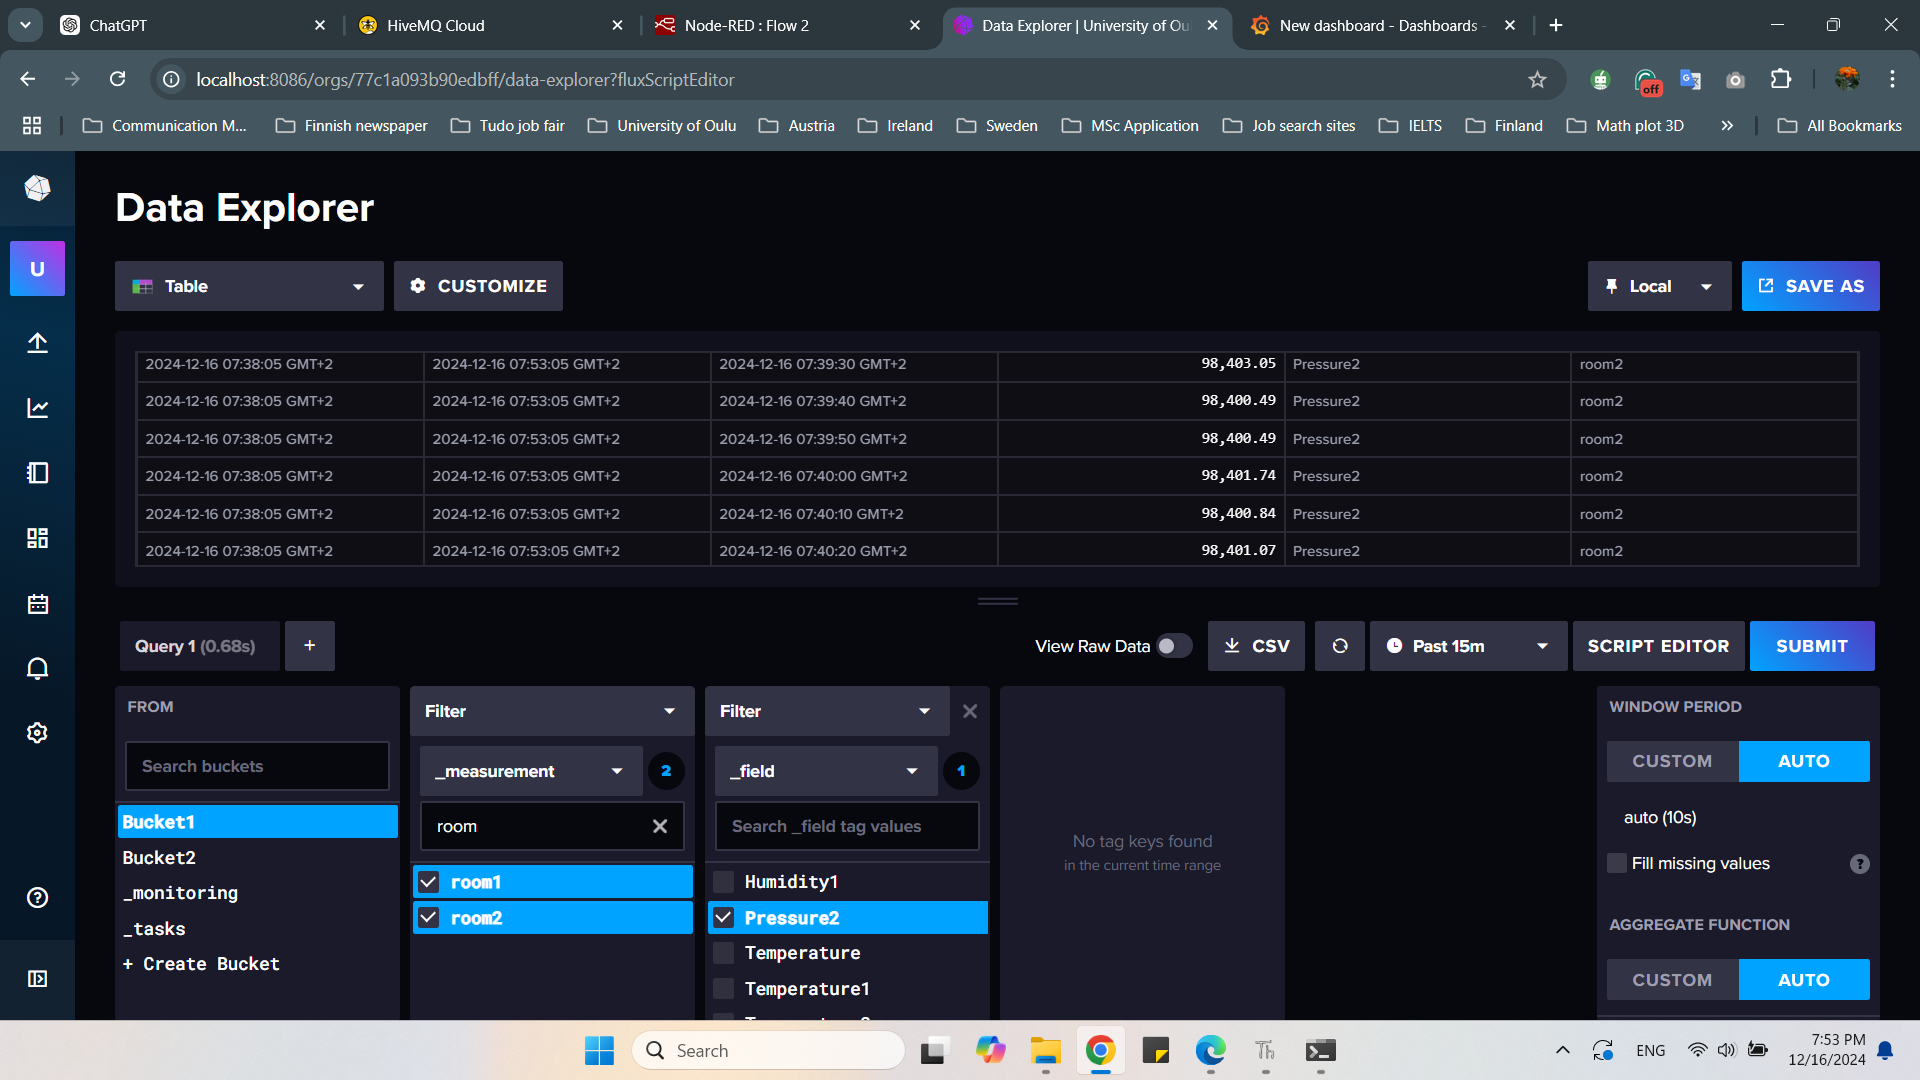 ChatGPT
HiveMQ Cloud
Node-RED : Flow 2
Data Explorer | University of Ou
New dashboard - Dashboards -
localhost:8086/orgs/77c1a093b90edbff/data-explorer?fluxScriptEditor
off
Communication M...
Finnish newspaper
Tudo job fair
University of Oulu
Austria
Ireland
Sweden
MSc Application
Job search sites
IELTS
Finland
Math plot 3D
All Bookmarks
U
Data Explorer
Table
CUSTOMIZE
Local
SAVE AS
2024-12-16 07:38:05 GMT+2 2024-12-16 07:53:05 GMT+2 2024-12-16 07:39:30 GMT+2 98,403.05 Pressure2 room2
2024-12-16 07:38:05 GMT+2 2024-12-16 07:53:05 GMT+2 2024-12-16 07:39:40 GMT+2 98,400.49 Pressure2 room2
2024-12-16 07:38:05 GMT+2 2024-12-16 07:53:05 GMT+2 2024-12-16 07:39:50 GMT+2 98,400.49 Pressure2 room2
2024-12-16 07:38:05 GMT+2 2024-12-16 07:53:05 GMT+2 2024-12-16 07:40:00 GMT+2 98,401.74 Pressure2 room2
2024-12-16 07:38:05 GMT+2 2024-12-16 07:53:05 GMT+2 2024-12-16 07:40:10 GMT+2 98,400.84 Pressure2 room2
2024-12-16 07:38:05 GMT+2 2024-12-16 07:53:05 GMT+2 2024-12-16 07:40:20 GMT+2 98,401.07 Pressure2 room2
Query 1 (0.68s)
+
View Raw Data
CSV
Past 15m
SCRIPT EDITOR
SUBMIT
FROM
Search buckets
Bucket1
Bucket2
_monitoring
_tasks
+ Create Bucket
Filter
_measurement
2
room
room1
room2
Filter
_field
1
Search _field tag values
Humidity1
Pressure2
Temperature
Temperature1
No tag keys found
in the current time range
WINDOW PERIOD
CUSTOM
AUTO
auto (10s)
Fill missing values
?
AGGREGATE FUNCTION
CUSTOM
AUTO
Search
Th
ENG
7:53 PM
12/16/2024